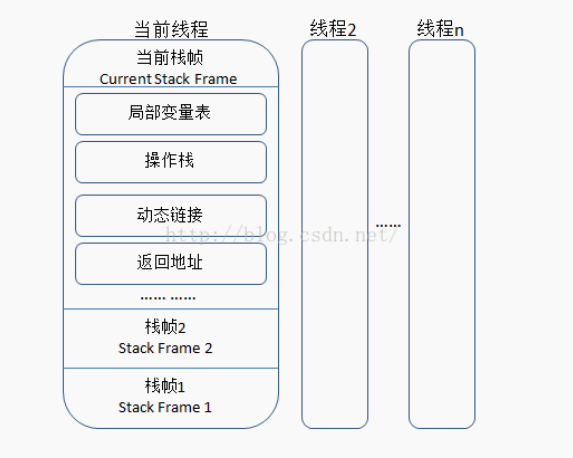 当前线程
线程2
线程n
当前栈帧
Current Stack Frame
局部变量表
操作栈
动态链接
http://blog.csdn.net/
……
返回地址
…… ……
栈帧2
Stack Frame 2
栈帧1
Stack Frame 1